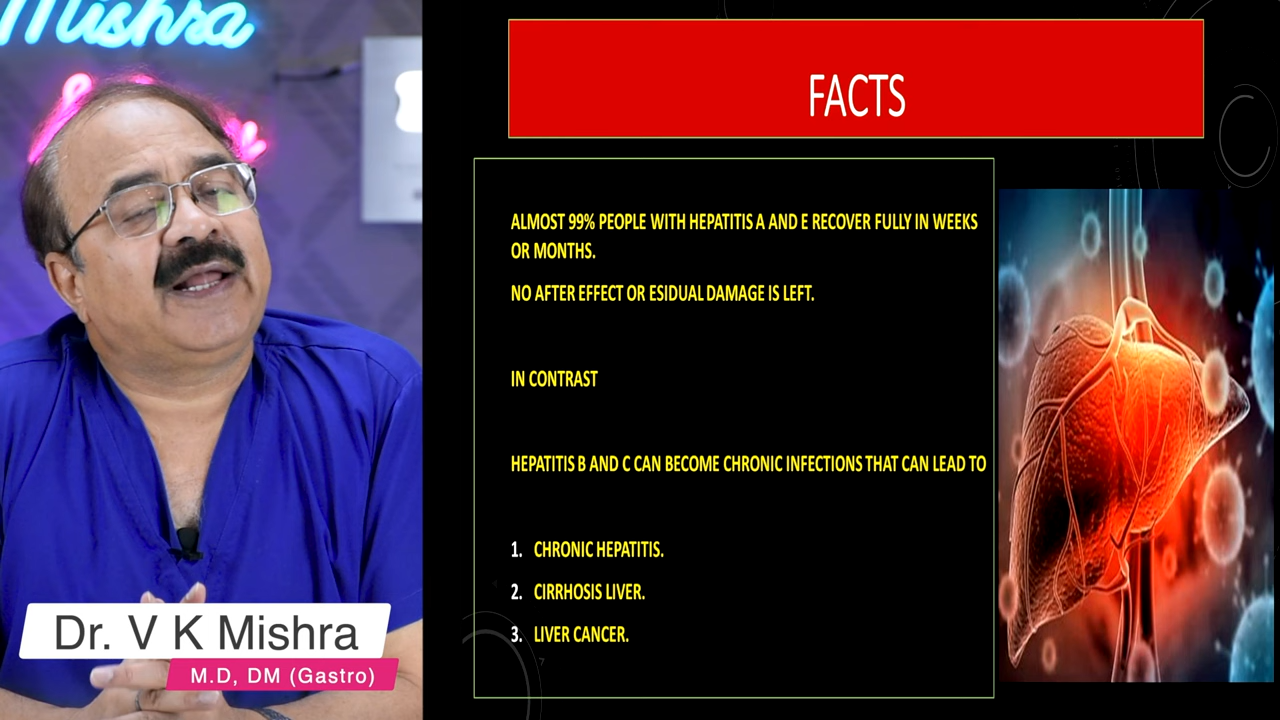 Mishra
FACTS
ALMOST 99% PEOPLE WITH HEPATITIS A AND E RECOVER FULLY IN WEEKS
OR MONTHS.
NO AFTER EFFECT OR ESIDUAL DAMAGE IS LEFT.
IN CONTRAST
HEPATITIS B AND C CAN BECOME CHRONIC INFECTIONS THAT CAN LEAD TO
1. CHRONIC HEPATITIS.
2. CIRRHOSIS LIVER.
3. LIVER CANCER.
Dr. V K Mishra
M.D, DM (Gastro)